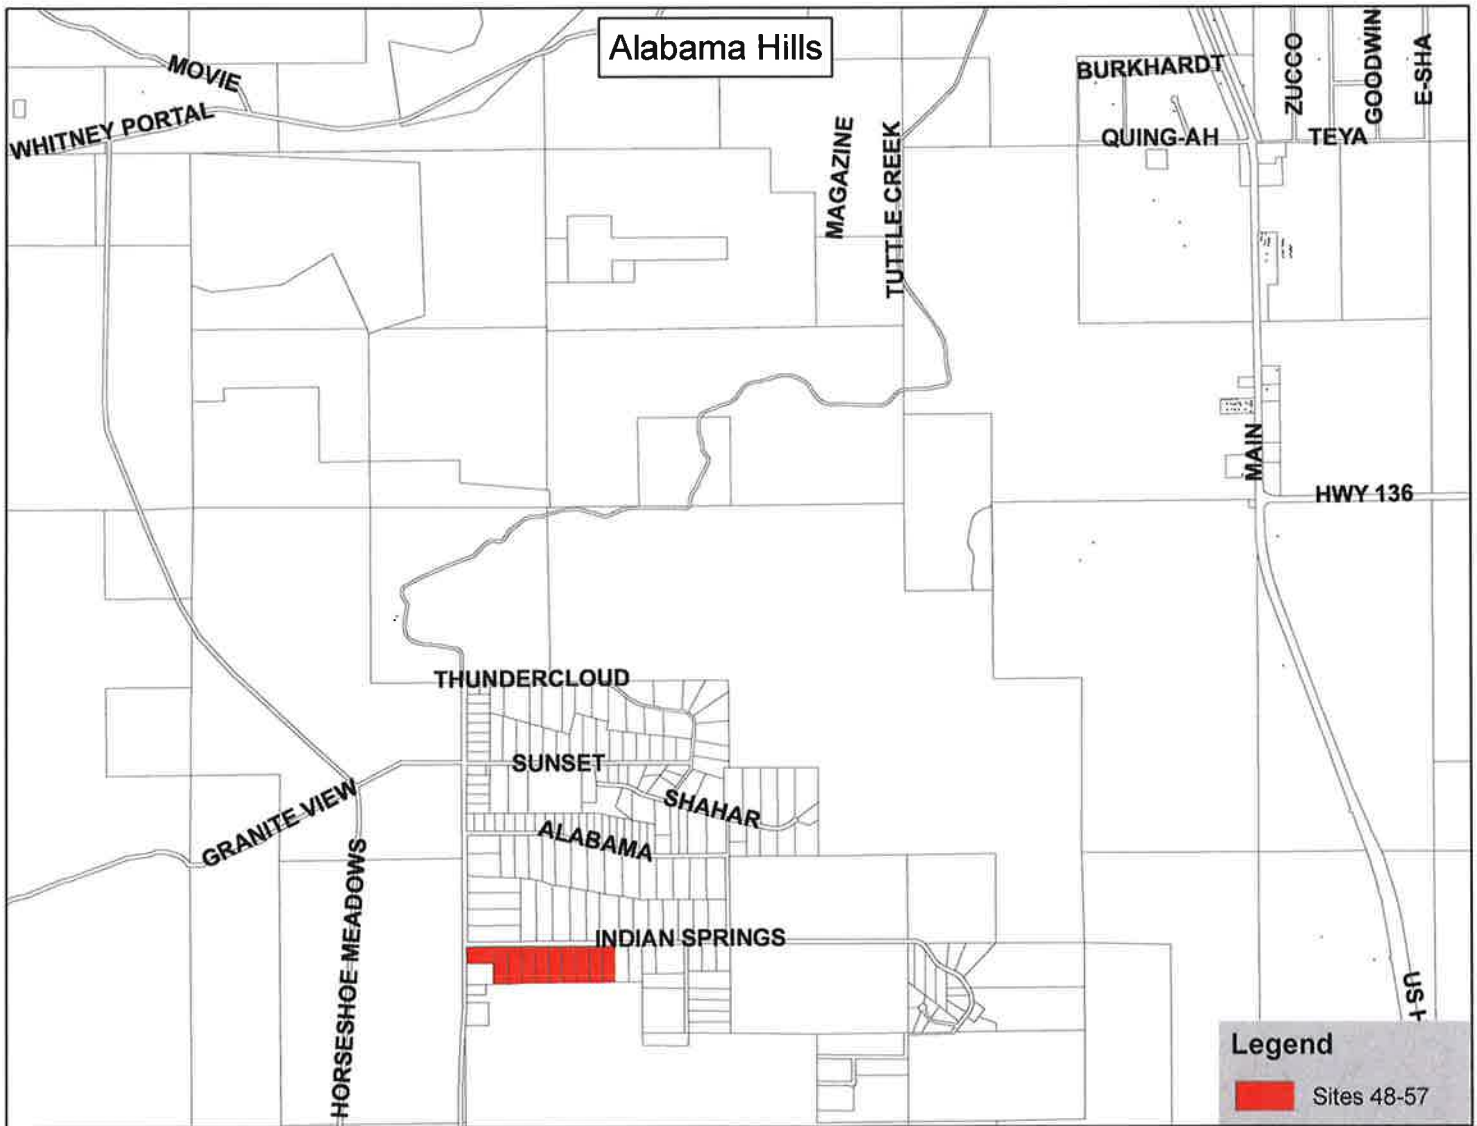 Alabama Hills
MOVIE
WHITNEY PORTAL
BURKHARDT
ZUCCO
GOODWIN
E-SHA
QUING-AH
TEYA
MAGAZINE
TUTTLE CREEK
MAIN
HWY 136
THUNDERCLOUD
SUNSET
SHAHAR
GRANITE VIEW
ALABAMA
HORSESHOE MEADOWS
INDIAN SPRINGS
US H
Legend
Sites 48-57